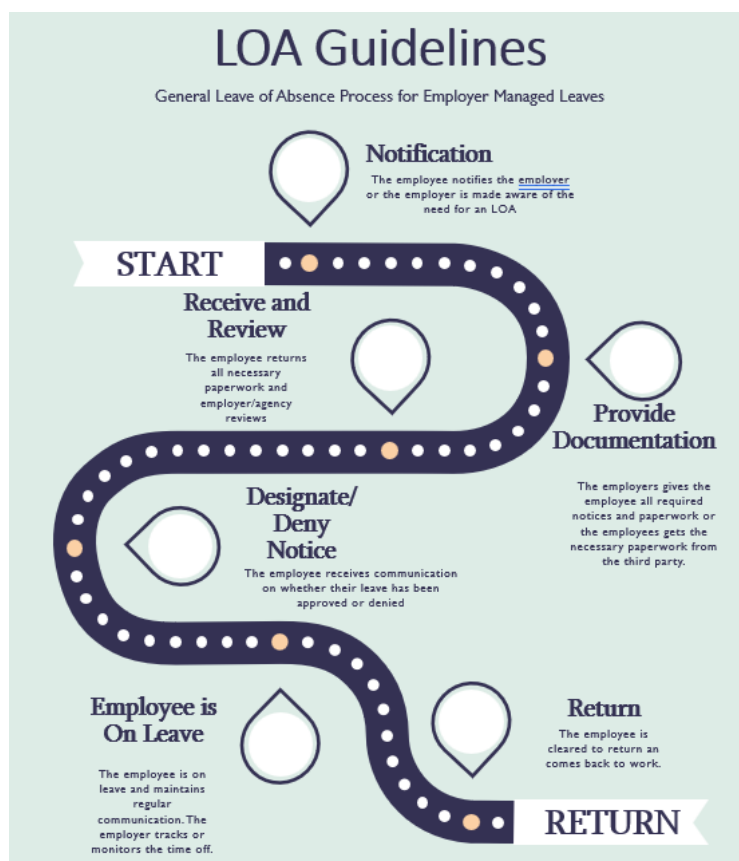 LOA Guidelines
General Leave of Absence Process for Employer Managed Leaves
Notification
The employee notifies the employer
or the employer is made aware of the
need for an LOA
START
Provide
Documentation
The employers gives the
employee all required
notices and paperwork or
the employees gets the
necessary paperwork from
the third party.
Receive and
Review
The employee returns
all necessary
paperwork and
employer/agency
reviews
Designate/
Deny
Notice
The employee receives communication
on whether their leave has been
approved or denied
Employee is
On Leave
The employee is on
leave and maintains
regular
communication. The
employer tracks or
monitors the time off.
Return
The employee is
cleared to return an
comes back to work.
RETURN